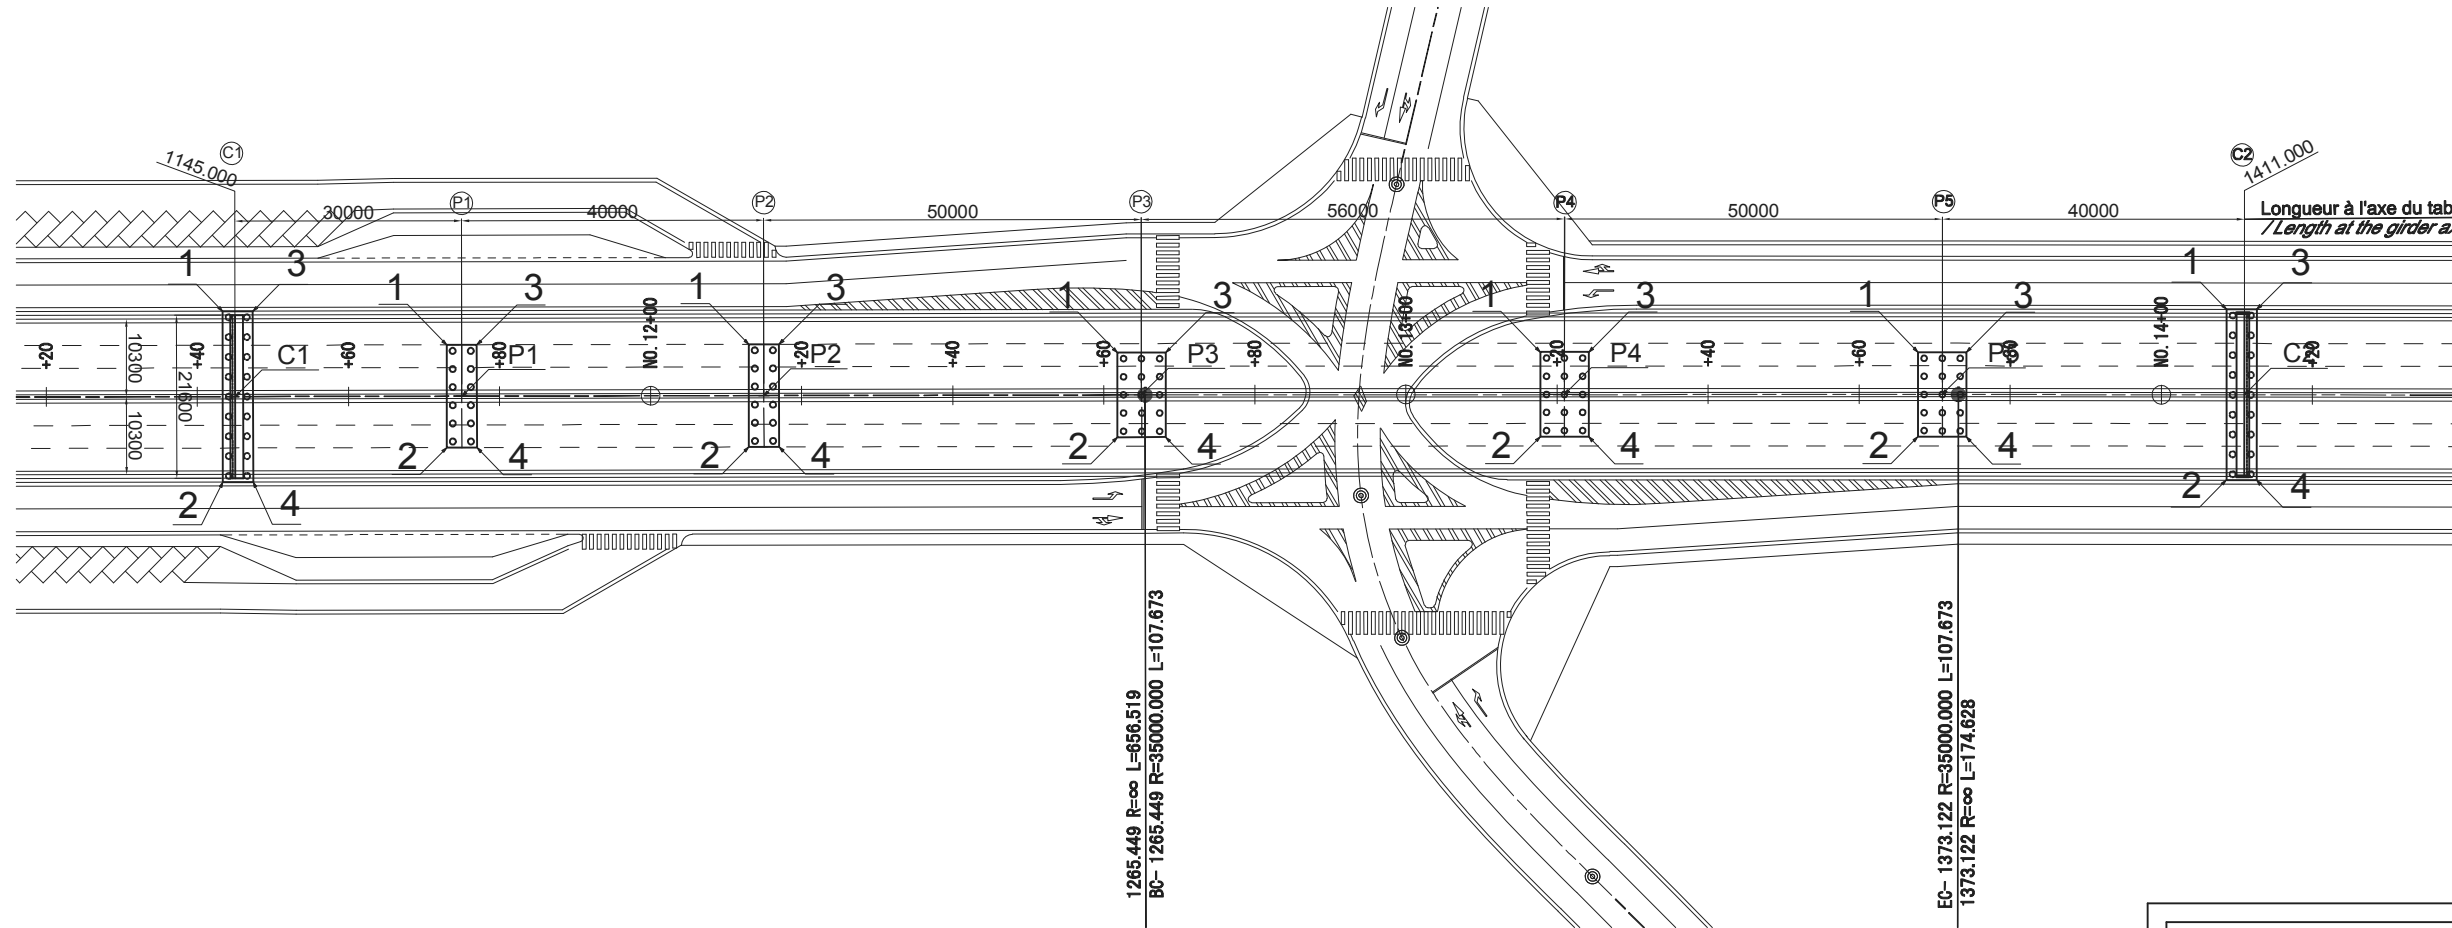 C1
C2
1145.000
1411.000
P1
P2
P3
P4
P5
30000
40000
50000
56000
50000
40000
Longueur à l'axe du tab
/ Length at the girder a
1 3
1 3
1 3
1 3
1 3
1 3
1 3
+20
+40
+60
+80
NO. 12+00
+20
+40
+60
+80
NO. 13+00
+20
+40
+60
NO. 14+00
+20
C1
P1
P2
P3
P4
10300
21600
10300
2 4
2 4
2 4
2 4
2 4
2 4
2 4
1265.449 R=∞ L=656.519
BC- 1265.449 R=35000.000 L=107.673
EC- 1373.122 R=35000.000 L=107.673
1373.122 R=∞ L=174.628